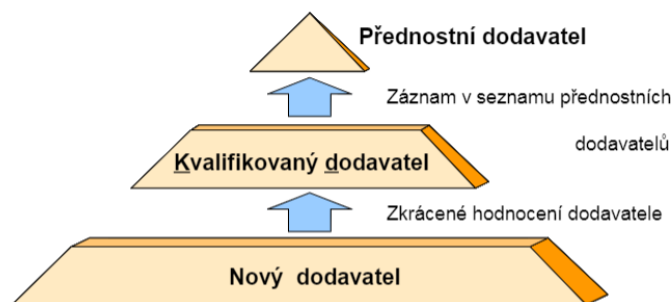 Přednostní dodavatel
Záznam v seznamu přednostních
dodavatelů
Kvalifikovaný dodavatel
Zkrácené hodnocení dodavatele
Nový dodavatel